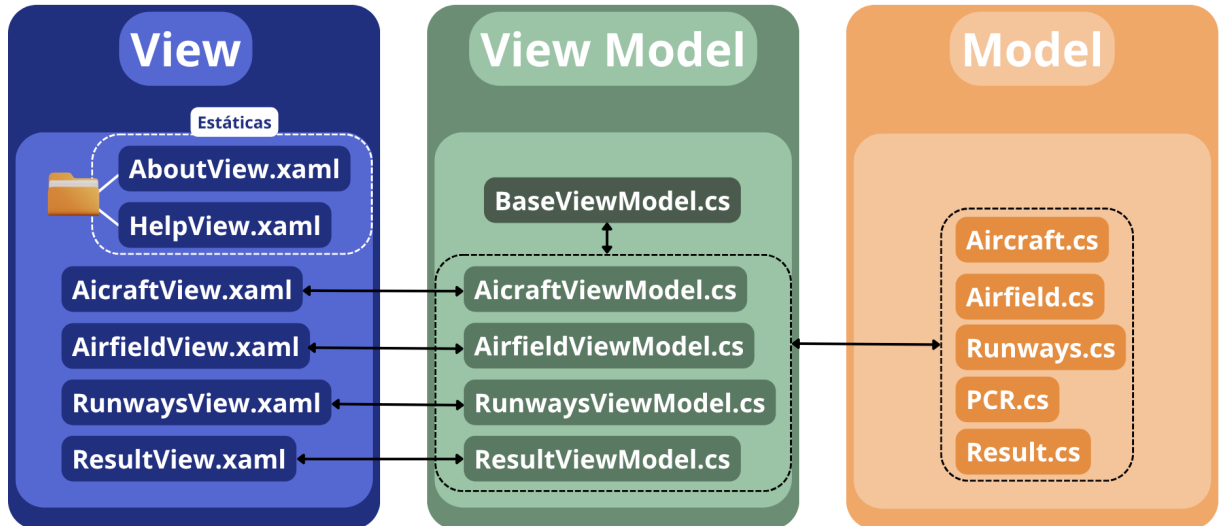 View
Estáticas
AboutView.xaml
HelpView.xaml
AicraftView.xaml
AirfieldView.xaml
RunwaysView.xaml
ResultView.xaml
View Model
BaseViewModel.cs
AicraftViewModel.cs
AirfieldViewModel.cs
RunwaysViewModel.cs
ResultViewModel.cs
Model
Aircraft.cs
Airfield.cs
Runways.cs
PCR.cs
Result.cs